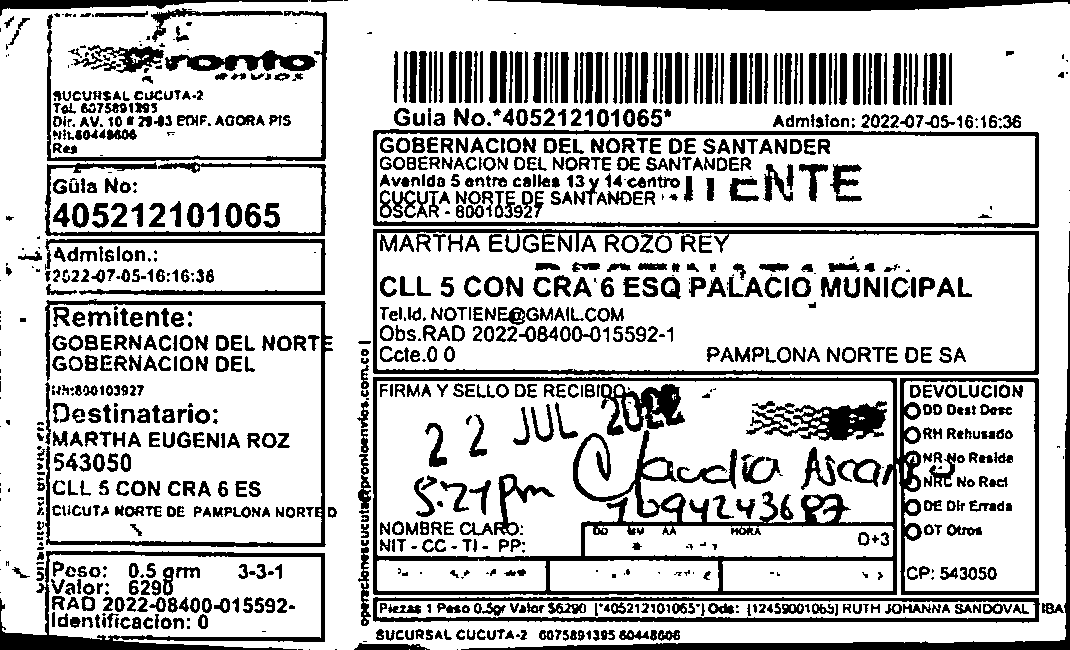 Pronto
envios
SUCURSAL CUCUTA-2
Tel. 6075891395
Dir. AV. 10 # 29-83 EDIF. AGORA PIS
Nit.60448606
Res
Guia No:
405212101065
Admision.:
2022-07-05-16:16:36
Remitente:
GOBERNACION DEL NORTE
GOBERNACION DEL
Nit:800103927
Destinatario:
MARTHA EUGENIA ROZ
543050
CLL 5 CON CRA 6 ES
CUCUTA NORTE DE PAMPLONA NORTE D
Peso: 0.5 grm 3-3-1
Valor: 6290
RAD 2022-08400-015592-
Identificacion: 0
operacionescucuta@prontoenvios.com.co |
Guia No.*405212101065* Admision: 2022-07-05-16:16:36
GOBERNACION DEL NORTE DE SANTANDER
GOBERNACION DEL NORTE DE SANTANDER
Avenida 5 entre calles 13 y 14 centro
CUCUTA NORTE DE SANTANDER
OSCAR - 800103927
ITENTE
MARTHA EUGENIA ROZO REY
CLL 5 CON CRA 6 ESQ PALACIO MUNICIPAL
Tel.Id. NOTIENE@GMAIL.COM
Obs.RAD 2022-08400-015592-1
Ccte.0 0 PAMPLONA NORTE DE SA
FIRMA Y SELLO DE RECIBIDO:
22 JUL 2022
5:27pm
Claudia
1094243687
NOMBRE CLARO:
NIT - CC - TI - PP:
DD MM AA HORA
D+3
DEVOLUCION
DD Dest Desc
RH Rehusado
NR No Reside
NRC No Recl
DE Dir Errada
OT Otros
CP: 543050
Piezas 1 Peso 0.5gr Valor $6290 [*405212101065*] Ods: [12459001065] RUTH JOHANNA SANDOVAL TIBA
SUCURSAL CUCUTA-2 6075891395 60448606